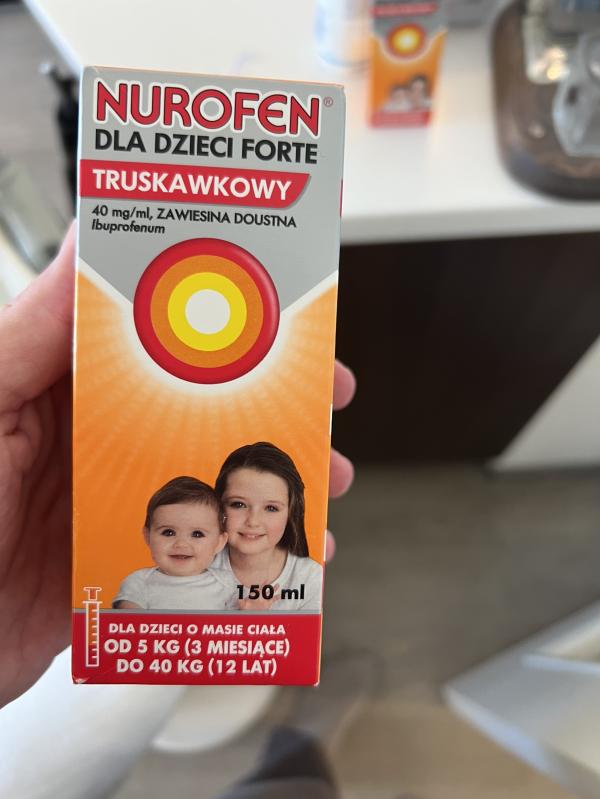 NUROFEN®
DLA DZIECI FORTE
TRUSKAWKOWY
40 mg/ml, ZAWIESINA DOUSTNA
Ibuprofenum
150 ml
DLA DZIECI O MASIE CIAŁA
OD 5 KG (3 MIESIĄCE)
DO 40 KG (12 LAT)